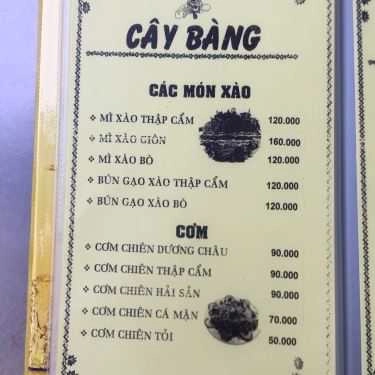 CÂY BÀNG
CÁC MÓN XÀO
MÌ XÀO THẬP CẨM 120.000
MÌ XÀO GIÒN 160.000
MÌ XÀO BÒ 120.000
BÚN GẠO XÀO THẬP CẨM 120.000
BÚN GẠO XÀO BÒ 120.000
CƠM
CƠM CHIÊN DƯƠNG CHÂU 90.000
CƠM CHIÊN THẬP CẨM 90.000
CƠM CHIÊN HẢI SẢN 90.000
CƠM CHIÊN CÁ MẶN 70.000
CƠM CHIÊN TỎI 50.000